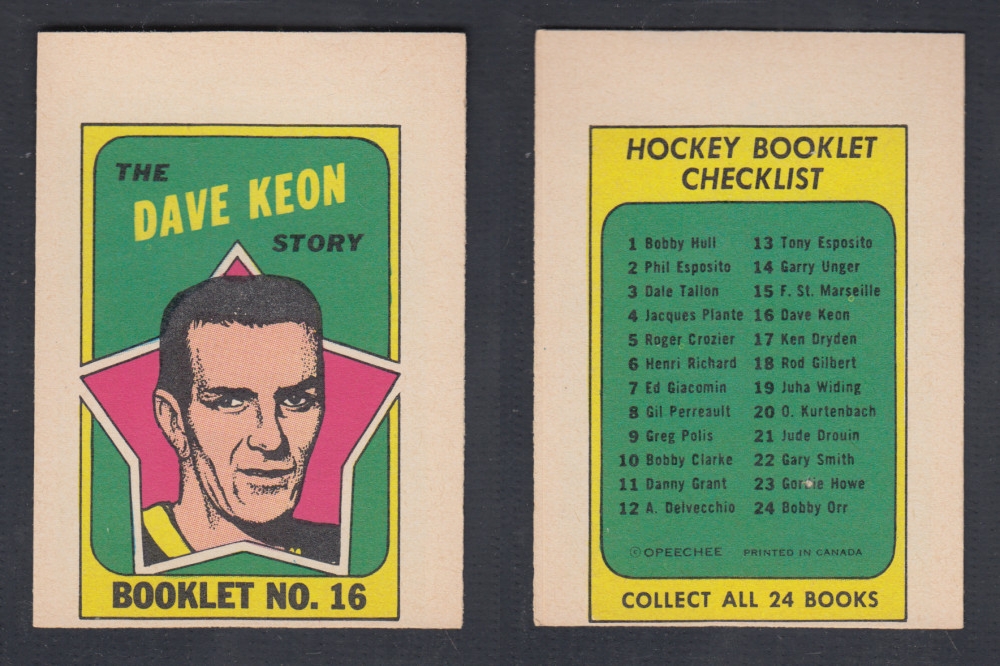 THE
DAVE KEON
STORY
BOOKLET NO. 16
HOCKEY BOOKLET
CHECKLIST
1 Bobby Hull
2 Phil Esposito
3 Dale Tallon
4 Jacques Plante
5 Roger Crozier
6 Henri Richard
7 Ed Giacomin
8 Gil Perreault
9 Greg Polis
10 Bobby Clarke
11 Danny Grant
12 A. Delvecchio
13 Tony Esposito
14 Garry Unger
15 F. St. Marseille
16 Dave Keon
17 Ken Dryden
18 Rod Gilbert
19 Juha Widing
20 O. Kurtenbach
21 Jude Drouin
22 Gary Smith
23 Gordie Howe
24 Bobby Orr
© OPEECHEE PRINTED IN CANADA
COLLECT ALL 24 BOOKS